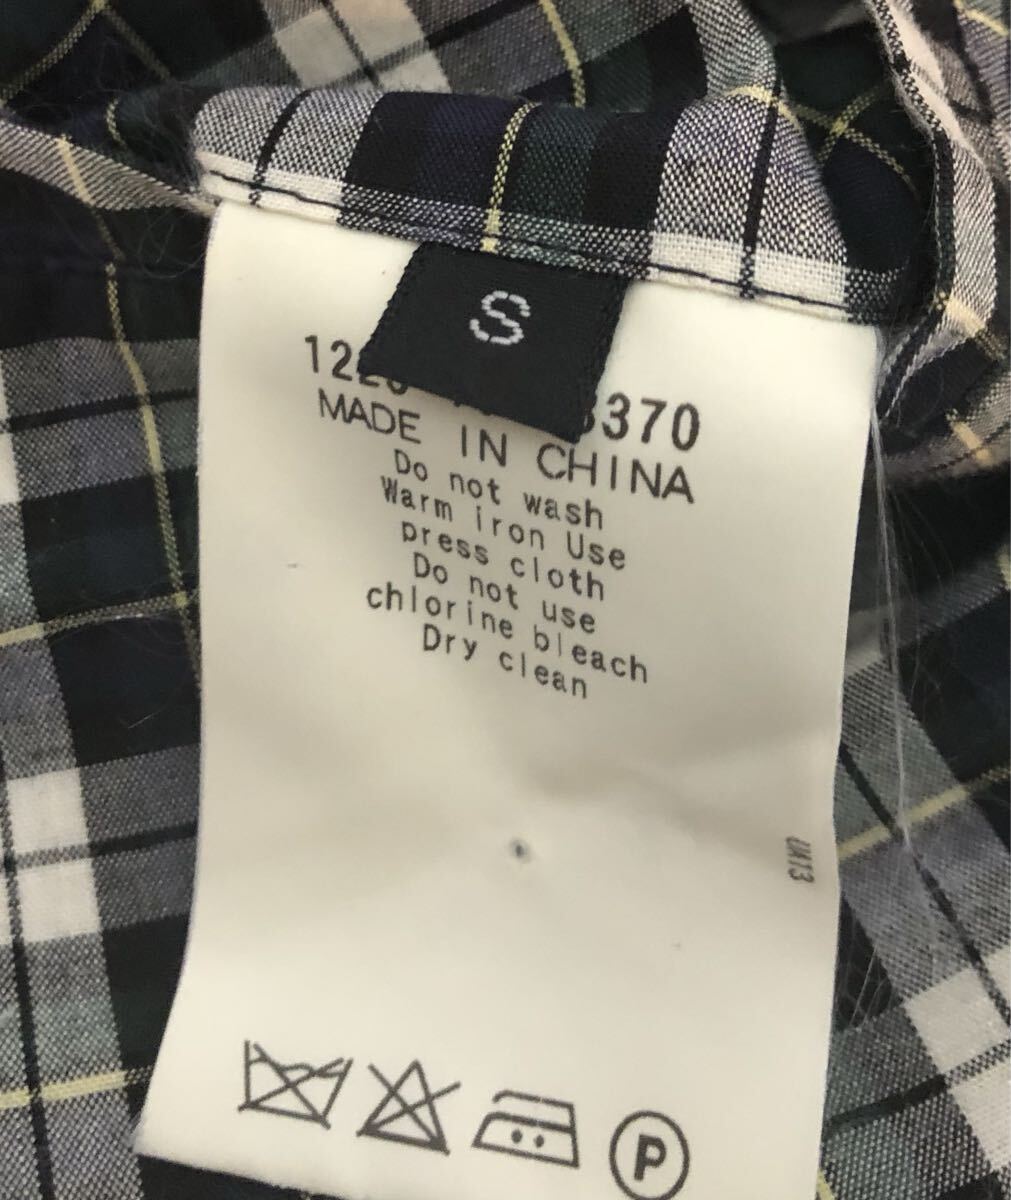 S
MADE IN CHINA
Do not wash
Warm iron Use
press cloth
Do not use
chlorine bleach
Dry clean
P